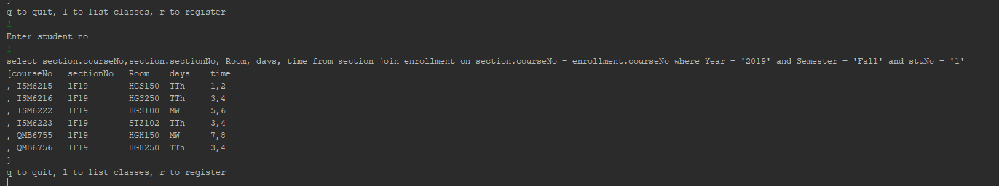 ]
q to quit, l to list classes, r to register
l
Enter student no
1
select section.courseNo,section.sectionNo, Room, days, time from section join enrollment on section.courseNo = enrollment.courseNo where Year = '2019' and Semester = 'Fall' and stuNo = '1'
[courseNo sectionNo Room days time
, ISM6215 1F19 HGS150 TTh 1,2
, ISM6216 1F19 HGS250 TTh 3,4
, ISM6222 1F19 HGS100 MW 5,6
, ISM6223 1F19 STZ102 TTh 3,4
, QMB6755 1F19 HGH150 MW 7,8
, QMB6756 1F19 HGH250 TTh 3,4
]
q to quit, l to list classes, r to register